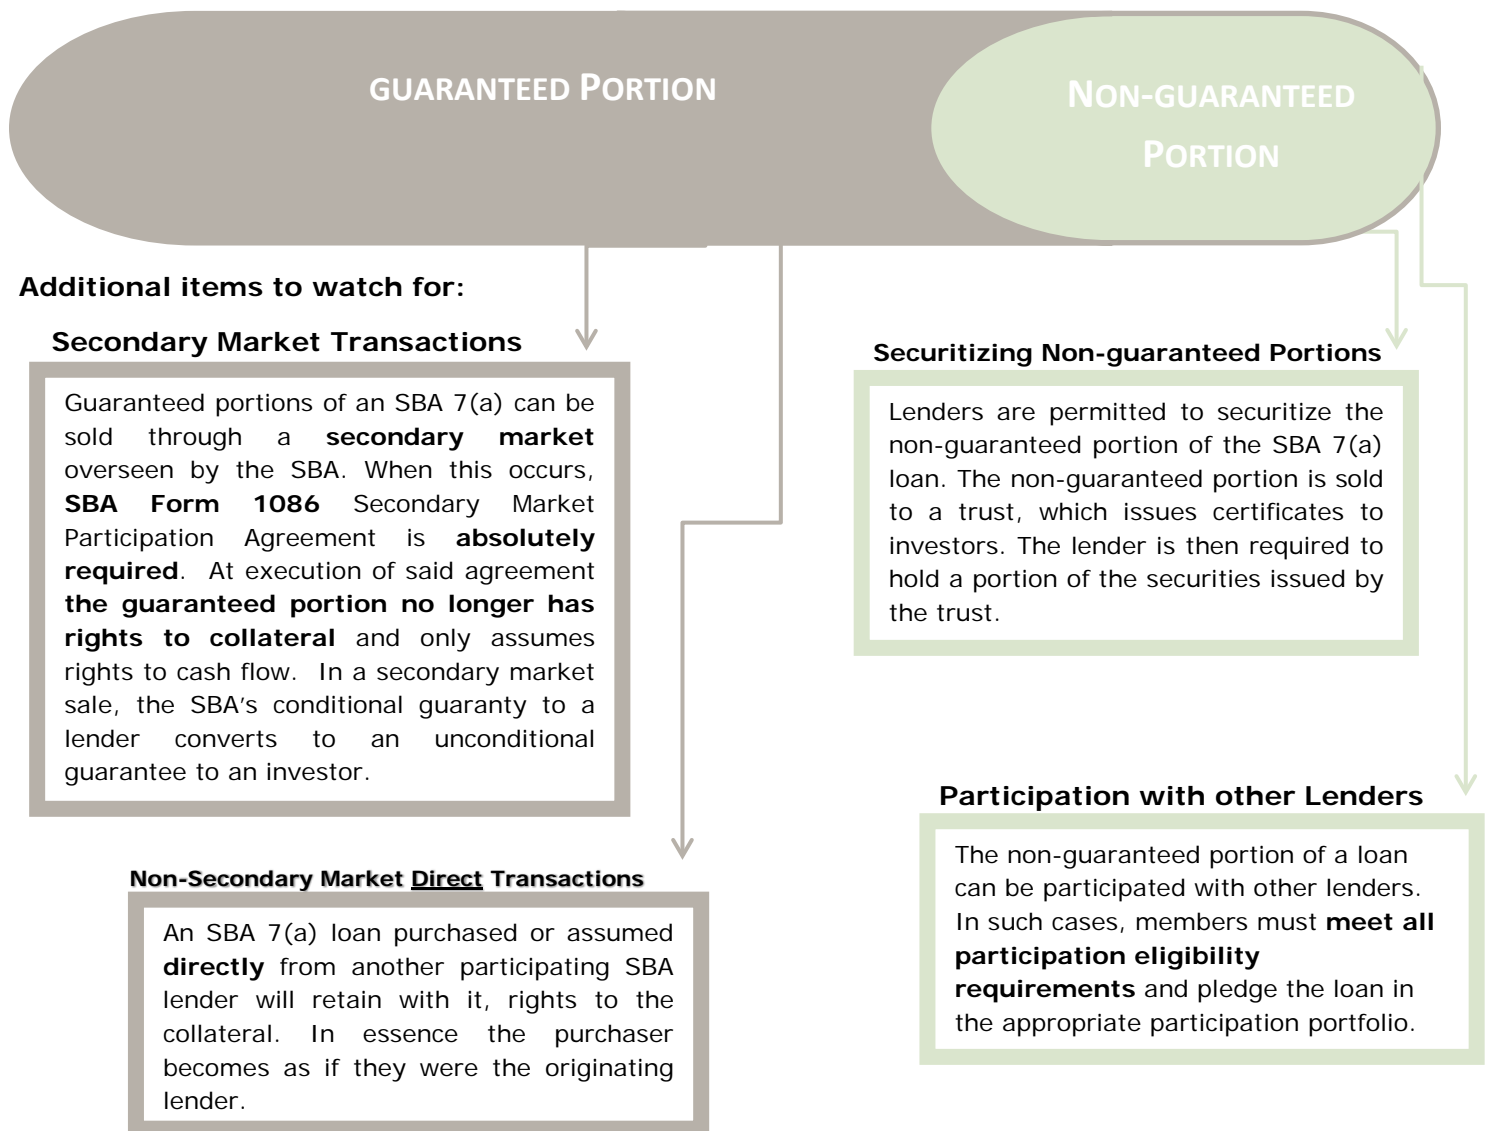 GUARANTEED PORTION
NON-GUARANTEED
PORTION
Additional items to watch for:
Secondary Market Transactions
Guaranteed portions of an SBA 7(a) can be
sold through a secondary market
overseen by the SBA. When this occurs,
SBA Form 1086 Secondary Market
Participation Agreement is absolutely
required. At execution of said agreement
the guaranteed portion no longer has
rights to collateral and only assumes
rights to cash flow. In a secondary market
sale, the SBA’s conditional guaranty to a
lender converts to an unconditional
guarantee to an investor.
Non-Secondary Market Direct Transactions
An SBA 7(a) loan purchased or assumed
directly from another participating SBA
lender will retain with it, rights to the
collateral. In essence the purchaser
becomes as if they were the originating
lender.
Securitizing Non-guaranteed Portions
Lenders are permitted to securitize the
non-guaranteed portion of the SBA 7(a)
loan. The non-guaranteed portion is sold
to a trust, which issues certificates to
investors. The lender is then required to
hold a portion of the securities issued by
the trust.
Participation with other Lenders
The non-guaranteed portion of a loan
can be participated with other lenders.
In such cases, members must meet all
participation eligibility
requirements and pledge the loan in
the appropriate participation portfolio.